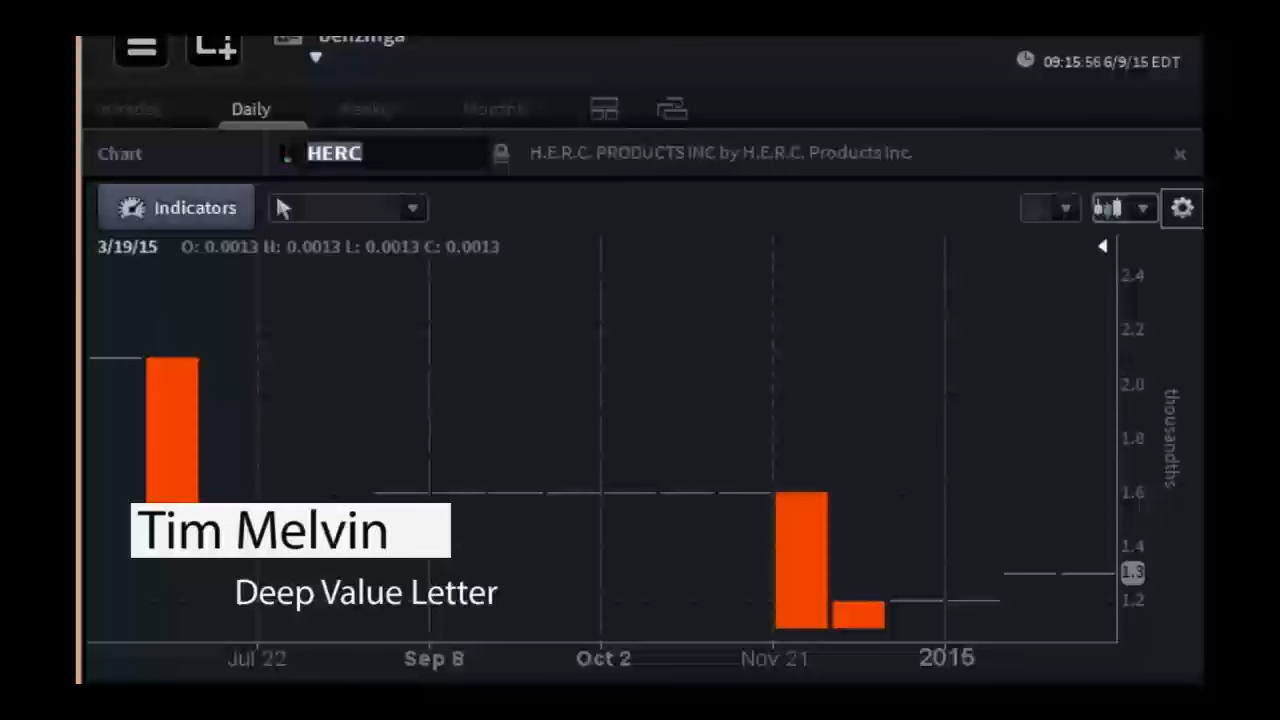 benzinga
09:15:56 6/9/15 EDT
Daily
Chart
HERC
H.E.R.C. PRODUCTS INC by H.E.R.C. Products Inc.
Indicators
3/19/15 O: 0.0013 H: 0.0013 L: 0.0013 C: 0.0013
2.4
2.2
2.0
1.8
1.6
1.4
1.3
1.2
thousandths
Tim Melvin
Deep Value Letter
Jul 22 Sep 8 Oct 2 Nov 21 2015